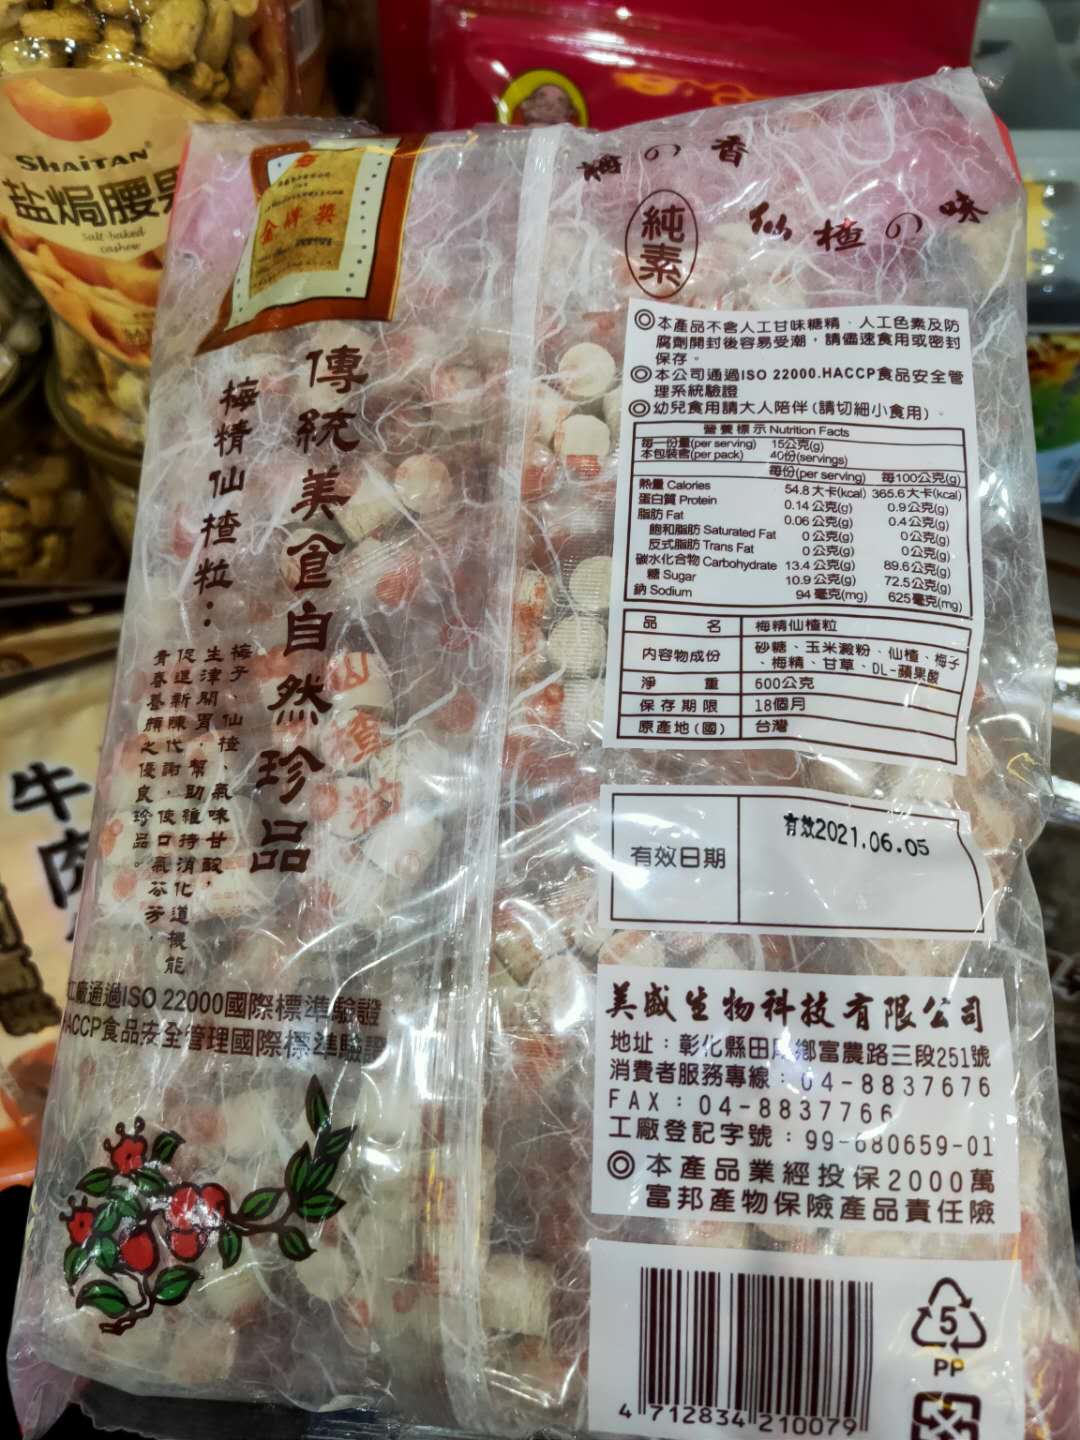 SHAITAN
盐焗腰果
Salt baked
cashew
金牌獎
梅の香
仙楂の味
純素
傳統美食自然珍品
梅精仙楂粒：
梅子、仙楂、氣味甘酸，
生津開胃，幫助維持消化道機能
促進新陳代謝，使口氣芬芳，
青春養顏之優良珍品。
山楂粒
工廠通過ISO 22000國際標準驗證
HACCP食品安全管理國際標準驗證
◎本產品不含人工甘味糖精、人工色素及防
腐劑開封後容易受潮，請儘速食用或密封
保存。
◎本公司通過ISO 22000.HACCP食品安全管
理系統驗證
◎幼兒食用請大人陪伴(請切細小食用)。
營養標示 Nutrition Facts
每一份量(per serving) 15公克(g)
本包裝含(per pack) 40份(servings)
每份(per serving) 每100公克(g)
熱量 Calories 54.8大卡(kcal) 365.6大卡(kcal)
蛋白質 Protein 0.14公克(g) 0.9公克(g)
脂肪 Fat 0.06公克(g) 0.4公克(g)
飽和脂肪 Saturated Fat 0公克(g) 0公克(g)
反式脂肪 Trans Fat 0公克(g) 0公克(g)
碳水化合物 Carbohydrate 13.4公克(g) 89.6公克(g)
糖 Sugar 10.9公克(g) 72.5公克(g)
鈉 Sodium 94毫克(mg) 625毫克(mg)
品名 梅精仙楂粒
內容物成份 砂糖、玉米澱粉、仙楂、梅子
、梅精、甘草、DL-蘋果酸
淨重 600公克
保存期限 18個月
原產地(國) 台灣
有效日期 有效2021.06.05
美盛生物科技有限公司
地址：彰化縣田尾鄉富農路三段251號
消費者服務專線：04-8837676
FAX：04-8837766
工廠登記字號：99-680659-01
◎本產品業經投保2000萬
富邦產物保險產品責任險
5
PP
4 712834 210079
牛肉